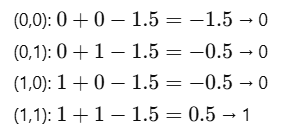 (0,0): 0 + 0 − 1.5 = −1.5 → 0
(0,1): 0 + 1 − 1.5 = −0.5 → 0
(1,0): 1 + 0 − 1.5 = −0.5 → 0
(1,1): 1 + 1 − 1.5 = 0.5 → 1